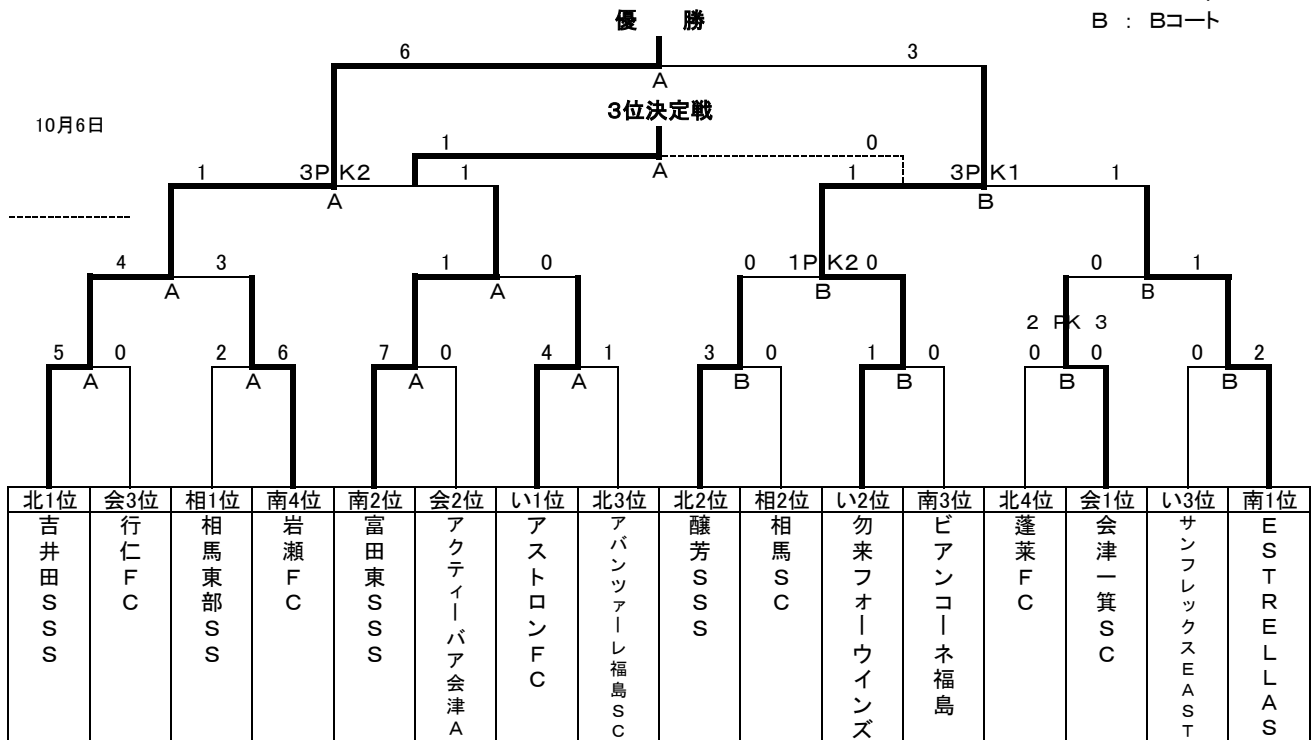 B : Bコート
優 勝
6 3
A
3位決定戦
10月6日
1 0
A
1 3PK2 1 1 3PK1 1
A B
4 3 1 0 0 1PK2 0 0 1
A A B B
2 PK 3
5 0 2 6 7 0 4 1 3 0 1 0 0 0 0 2
A A A A B B B B
北1位 会3位 相1位 南4位 南2位 会2位 い1位 北3位 北2位 相2位 い2位 南3位 北4位 会1位 い3位 南1位
吉井田SSS
行仁FC
相馬東部SS
岩瀬FC
富田東SSS
アクティーバア会津A
アストロンFC
アバンツァーレ福島SC
醸芳SSS
相馬SC
勿来フォーウインズ
ビアンコーネ福島
蓬莱FC
会津一箕SC
サンフレックスEAST
ESTRELLAS